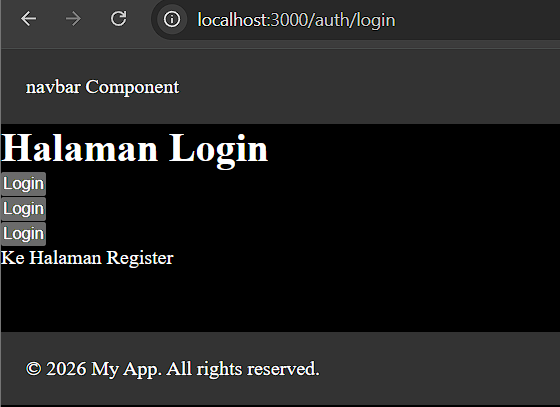 localhost:3000/auth/login
navbar Component
Halaman Login
Login
Login
Login
Ke Halaman Register
© 2026 My App. All rights reserved.